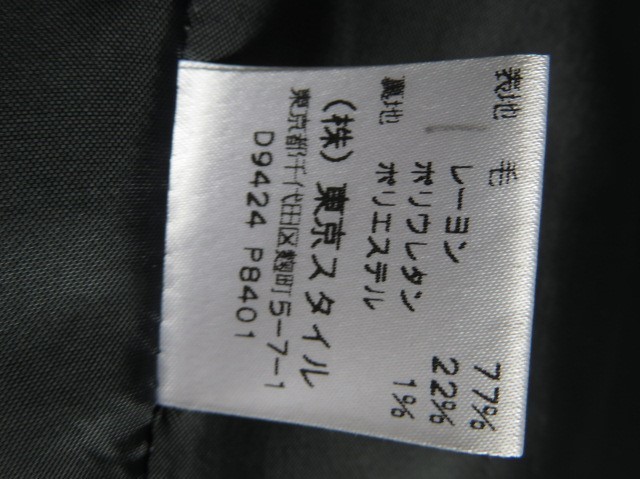 表地 毛 77%
レーヨン 22%
ポリウレタン 1%
裏地 ポリエステル
(株)東京スタイル
東京都千代田区麹町5-7-1
D9424 P8401